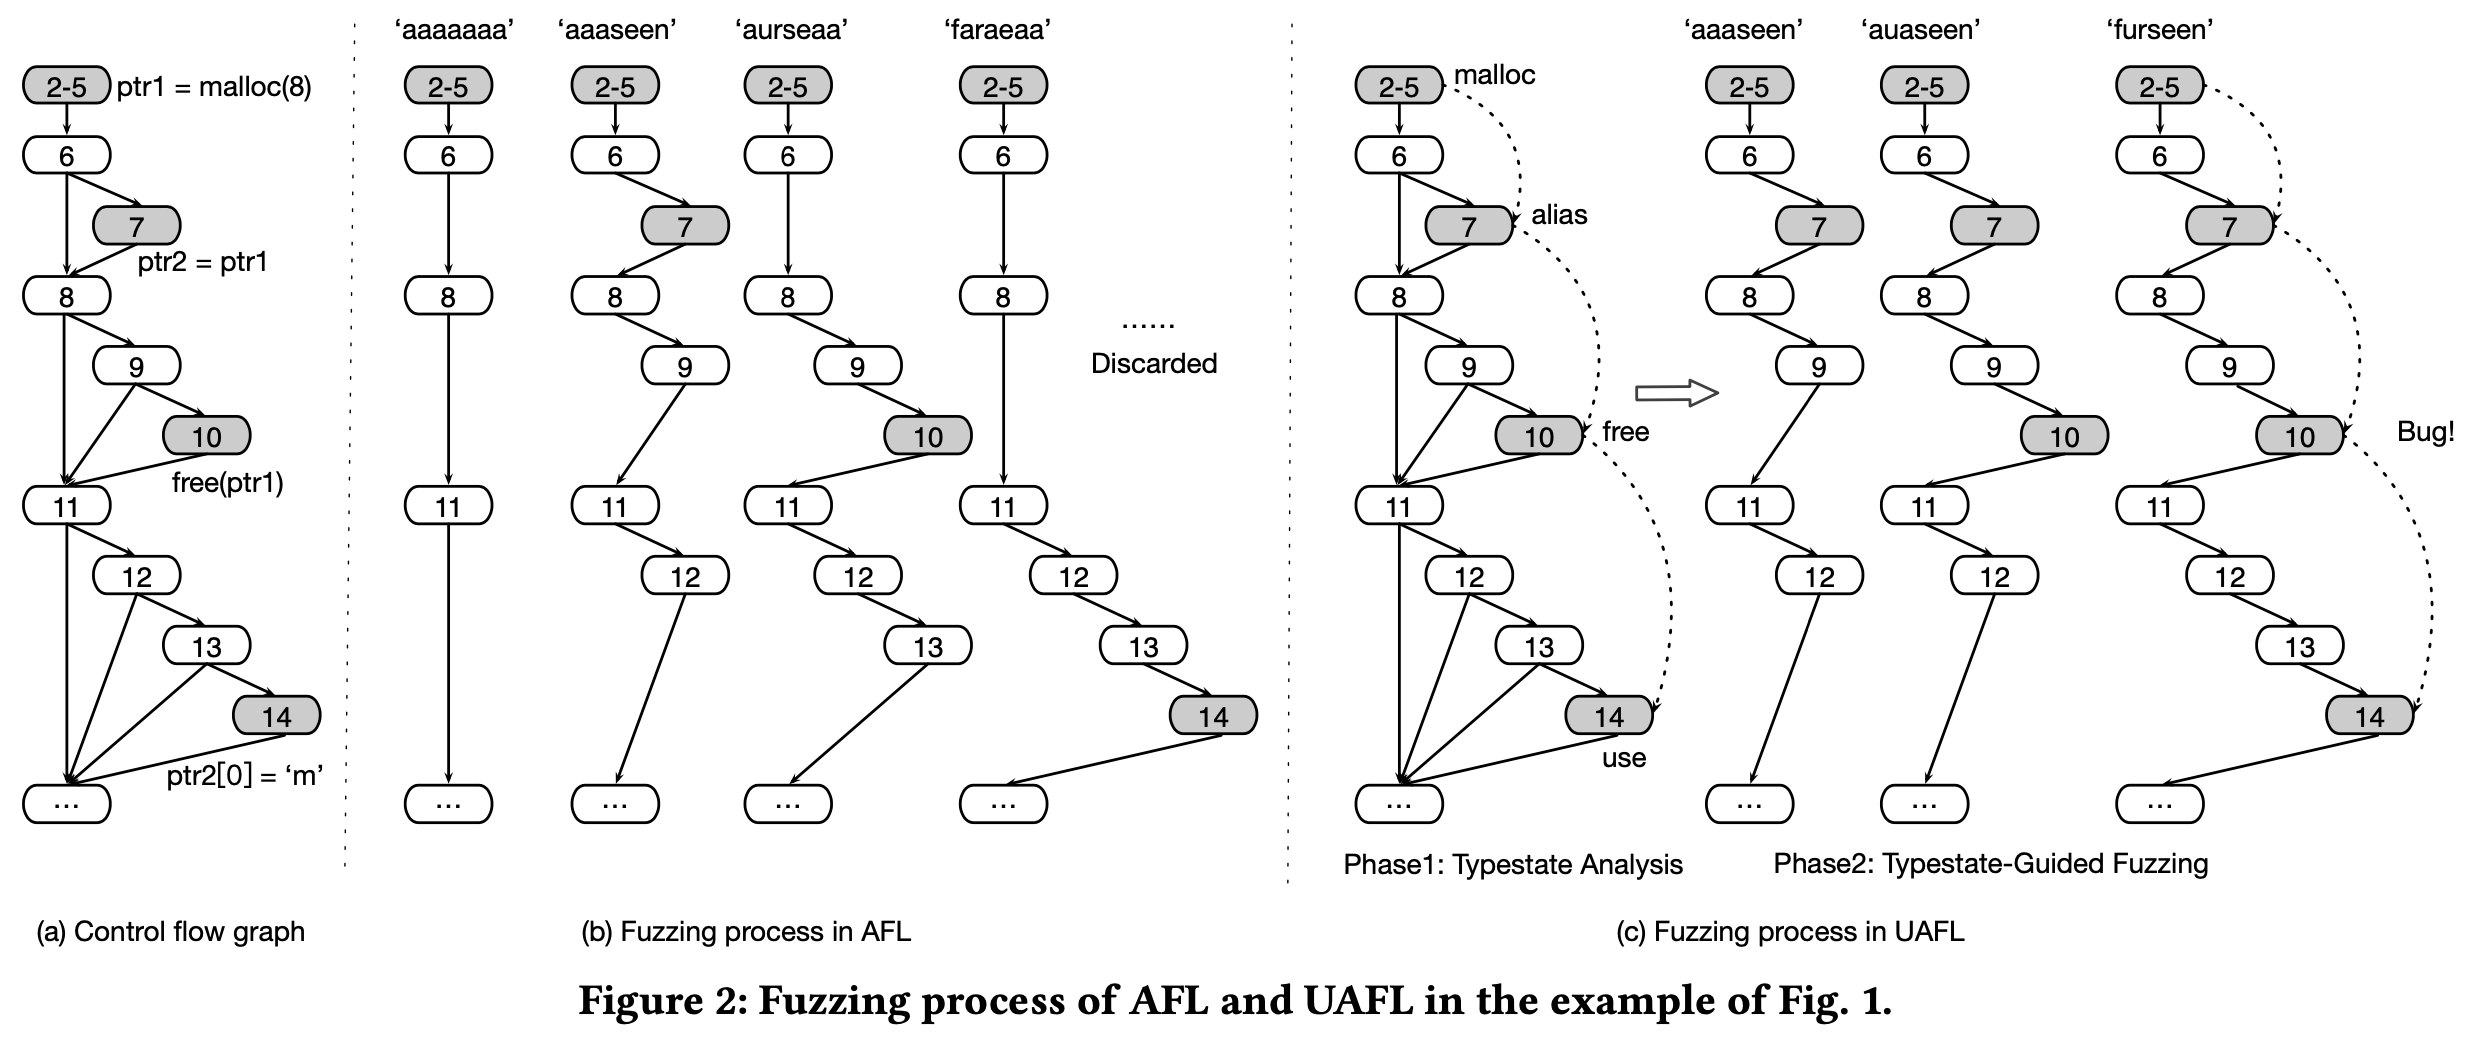 ‘aaaaaaa’ ‘aaaseen’ ‘aurseaa’ ‘faraeaa’ ‘aaaseen’ ‘auaseen’ ‘furseen’
2-5 ptr1 = malloc(8) 2-5 2-5 2-5 2-5 2-5 malloc 2-5 2-5 2-5
6 6 6 6 6 6 6 6 6
7 7 7 alias 7 7 7
ptr2 = ptr1
8 8 8 8 8 8 8 8 8
......
9 9 9 Discarded 9 9 9 9
10 10 10 free 10 10 Bug!
free(ptr1)
11 11 11 11 11 11 11 11 11
12 12 12 12 12 12 12 12
13 13 13 13 13
14 14 14 14
ptr2[0] = ‘m’ use
... ... ... ... ... ... ... ... ...
Phase1: Typestate Analysis Phase2: Typestate-Guided Fuzzing
(a) Control flow graph (b) Fuzzing process in AFL (c) Fuzzing process in UAFL
Figure 2: Fuzzing process of AFL and UAFL in the example of Fig. 1.